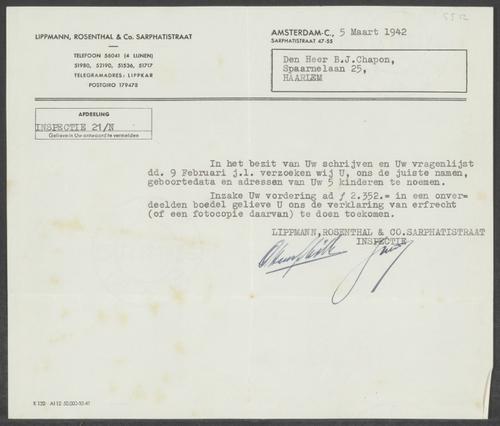 5512
LIPPMANN, ROSENTHAL & Co. SARPHATISTRAAT
TELEFOON 56041 (4 LIJNEN)
51980, 52190, 51536, 51717
TELEGRAMADRES: LIPPKAR
POSTGIRO 179478
AMSTERDAM-C., 5 Maart 1942
SARPHATISTRAAT 47-55
Den Heer B.J.Chapon,
Spaarnelaan 25,
HAARLEM
AFDEELING
INSPECTIE 21/N
Gelieve in Uw antwoord te vermelden
In het bezit van Uw schrijven en Uw vragenlijst
dd. 9 Februari j.l. verzoeken wij U, ons de juiste namen,
geboortedata en adressen van Uw 5 kinderen te noemen.
Inzake Uw vordering ad ƒ 2.352.= in een onver-
deelden boedel gelieve U ons de verklaring van erfrecht
(of een fotocopie daarvan) te doen toekomen.
LIPPMANN,ROSENTHAL & CO.SARPHATISTRAAT
INSPECTIE